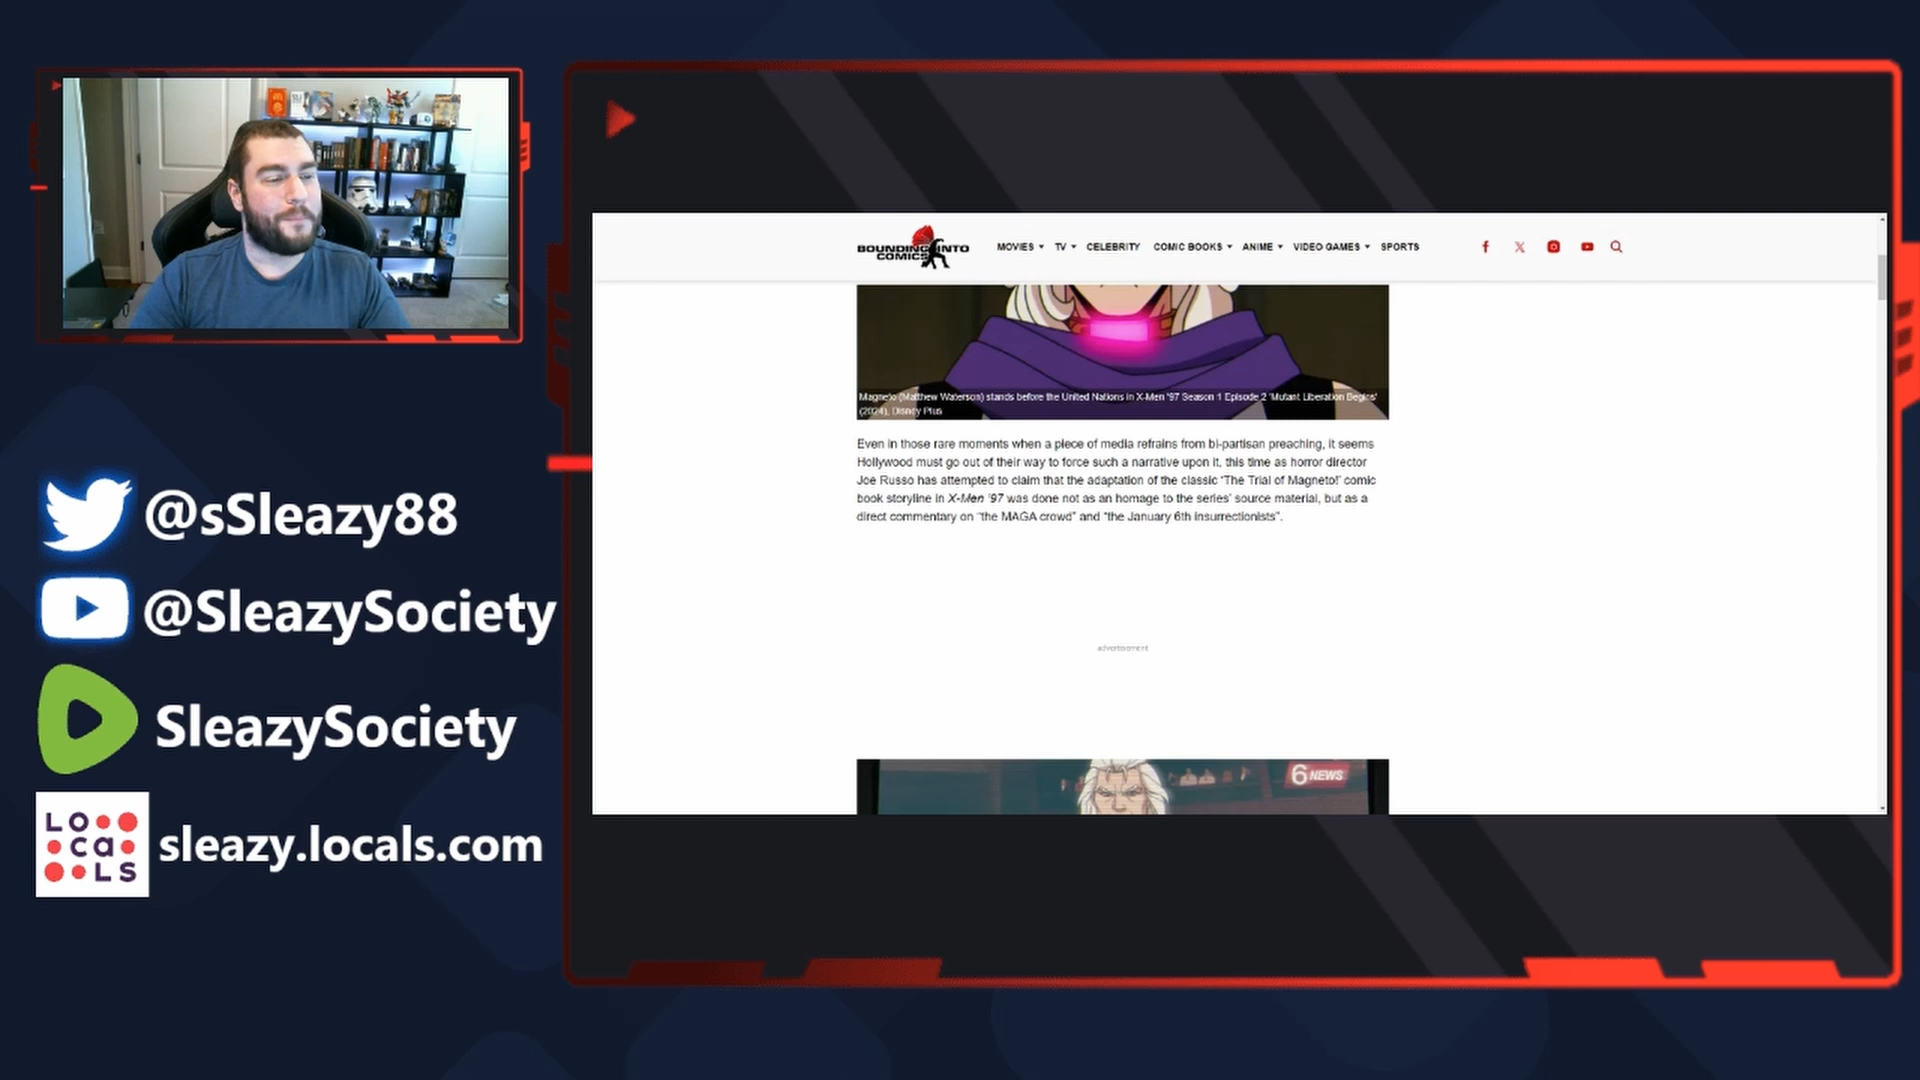 @sSleazy88
@SleazySociety
SleazySociety
LOcaLS
sleazy.locals.com
BOUNDING INTO
COMICS
MOVIES TV CELEBRITY COMIC BOOKS ANIME VIDEO GAMES SPORTS
Magneto (Matthew Waterson) stands before the United Nations in X-Men '97 Season 1 Episode 2 'Mutant Liberation Begins'
(2024), Disney Plus
Even in those rare moments when a piece of media refrains from bi-partisan preaching, it seems
Hollywood must go out of their way to force such a narrative upon it, this time as horror director
Joe Russo has attempted to claim that the adaptation of the classic 'The Trial of Magneto!' comic
book storyline in X-Men '97 was done not as an homage to the series' source material, but as a
direct commentary on "the MAGA crowd" and "the January 6th insurrectionists".
advertisement
6 NEWS